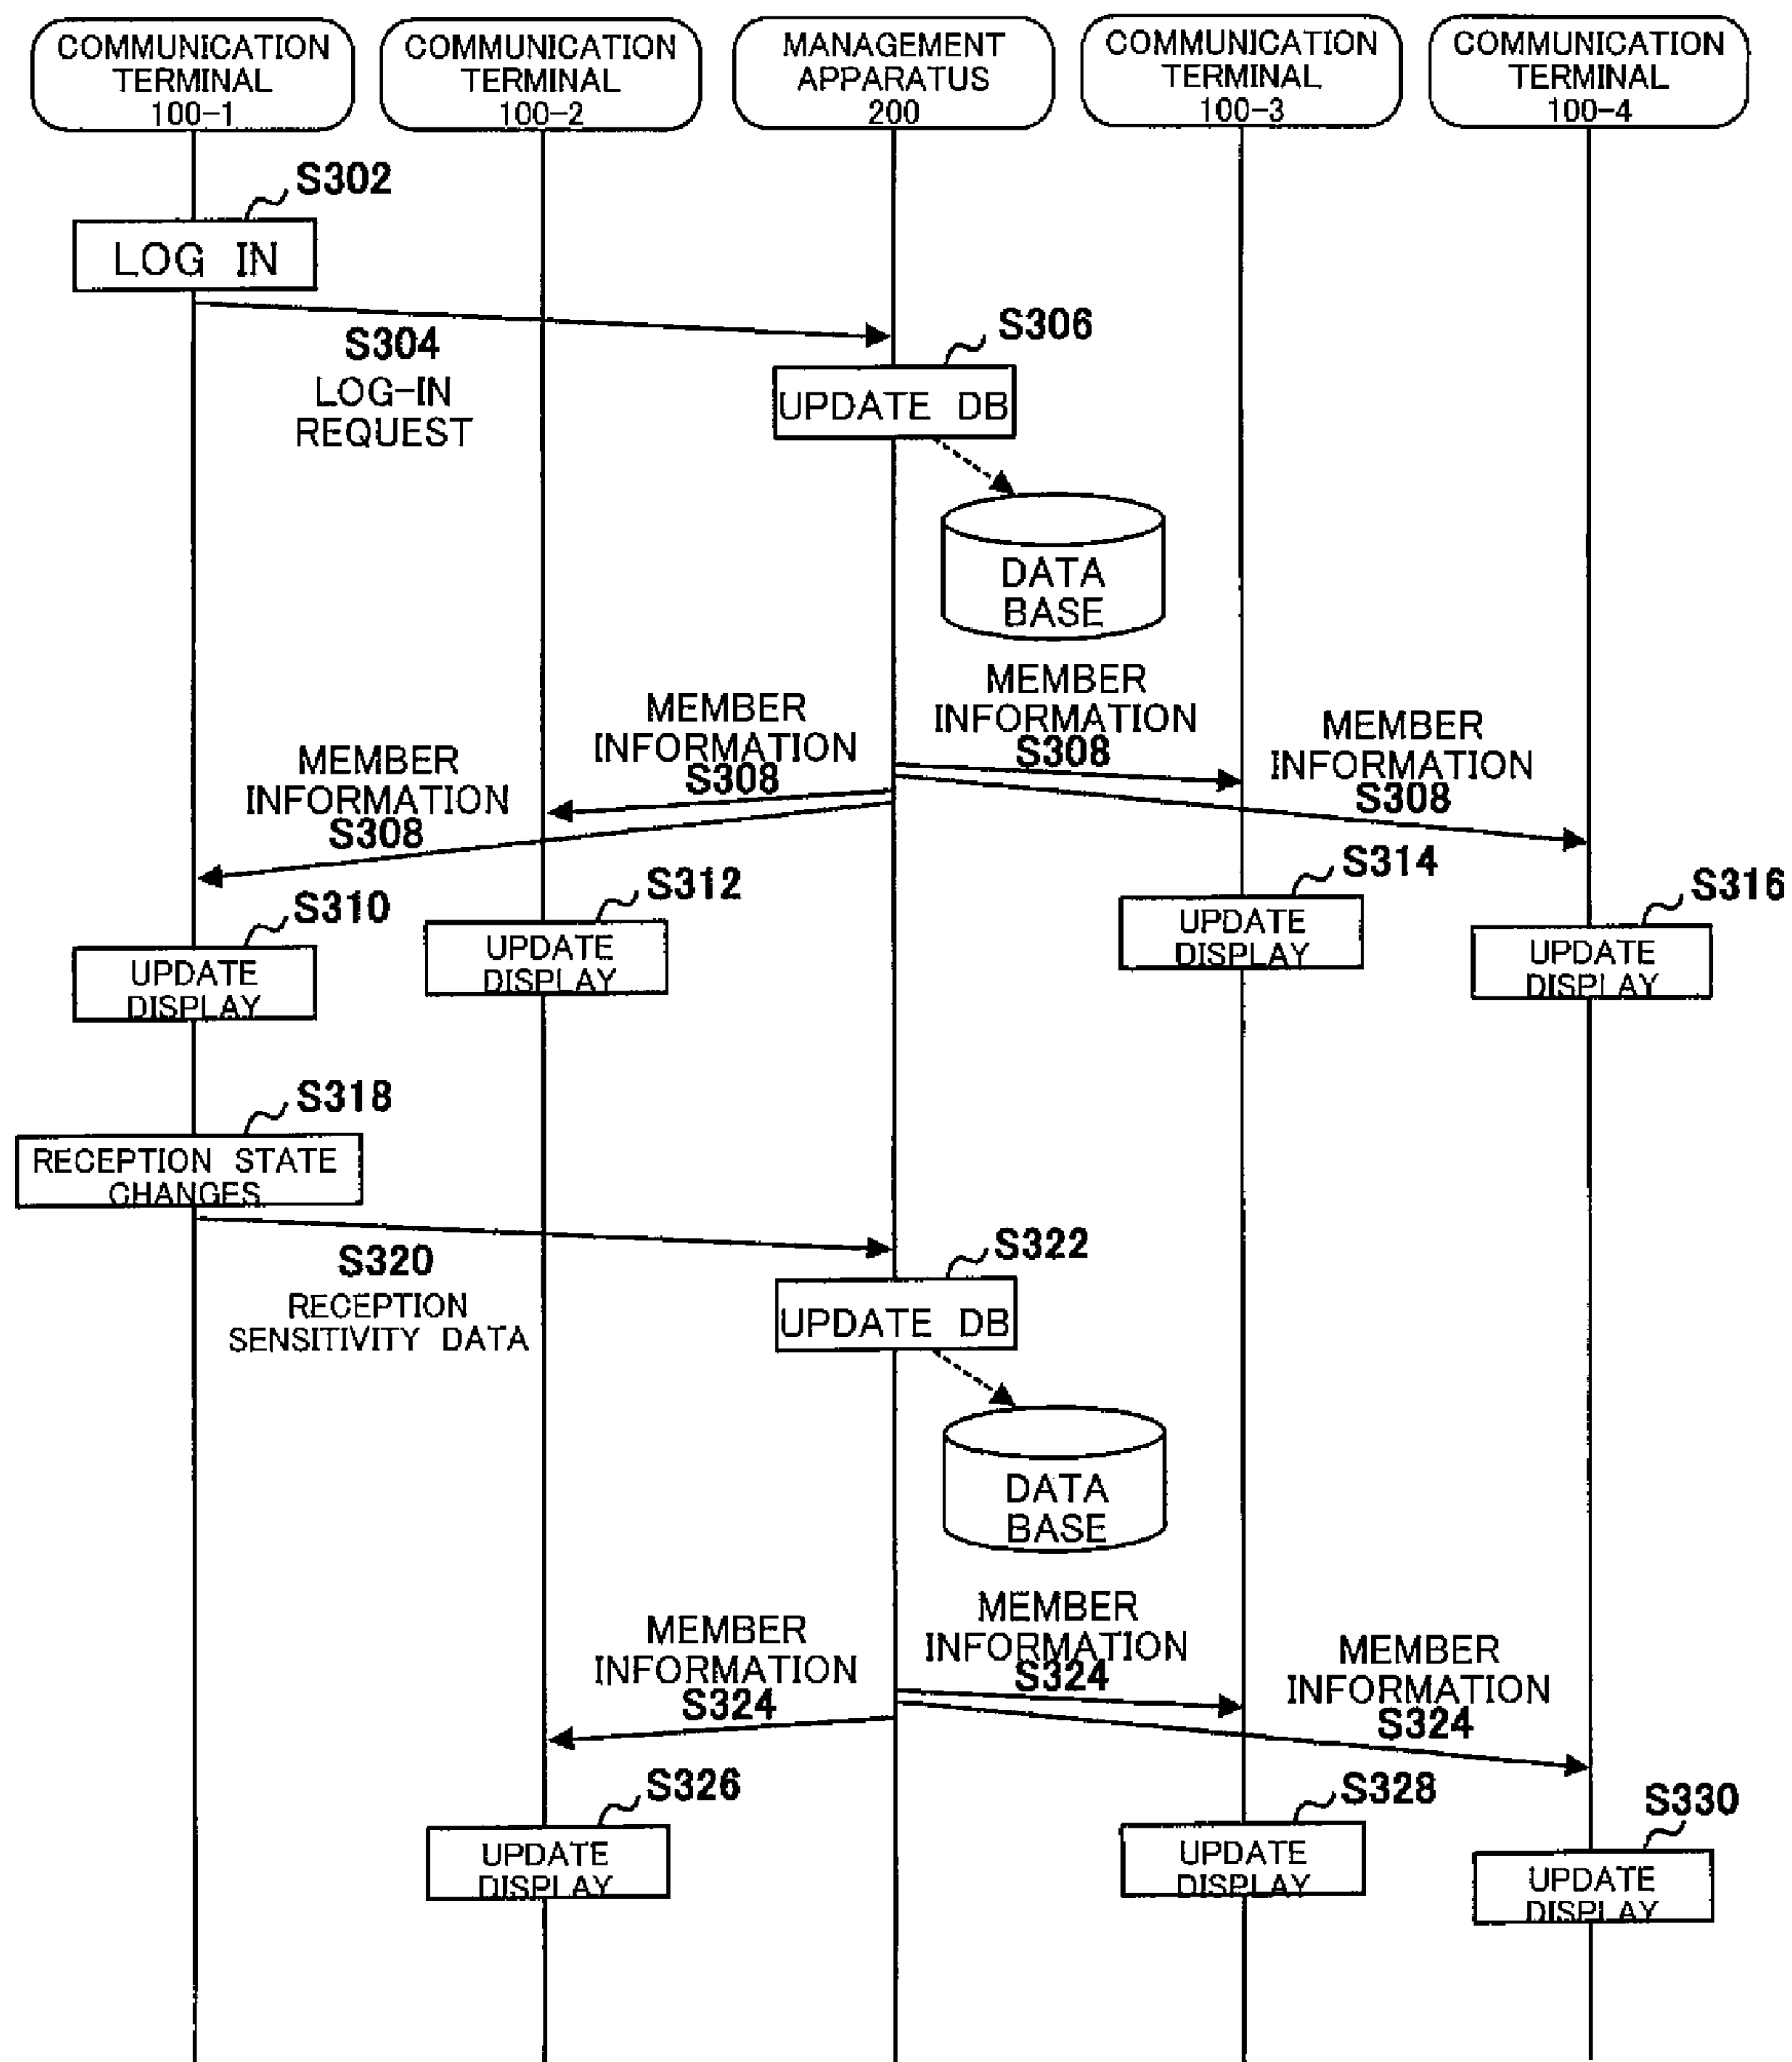 COMMUNICATION
TERMINAL
100-1
COMMUNICATION
TERMINAL
100-2
MANAGEMENT
APPARATUS
200
COMMUNICATION
TERMINAL
100-3
COMMUNICATION
TERMINAL
100-4
S302
LOG IN
S304
LOG-IN
REQUEST
S306
UPDATE DB
DATA
BASE
MEMBER
INFORMATION
S308
MEMBER
INFORMATION
S308
MEMBER
INFORMATION
S308
MEMBER
INFORMATION
S308
S310
UPDATE
DISPLAY
S312
UPDATE
DISPLAY
S314
UPDATE
DISPLAY
S316
UPDATE
DISPLAY
S318
RECEPTION STATE
CHANGES
S320
RECEPTION
SENSITIVITY DATA
S322
UPDATE DB
DATA
BASE
MEMBER
INFORMATION
S324
MEMBER
INFORMATION
S324
MEMBER
INFORMATION
S324
S326
UPDATE
DISPLAY
S328
UPDATE
DISPLAY
S330
UPDATE
DISPLAY